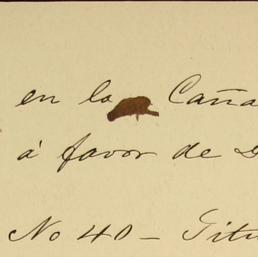 en la Caña
á favor de D
No 40 - Titu